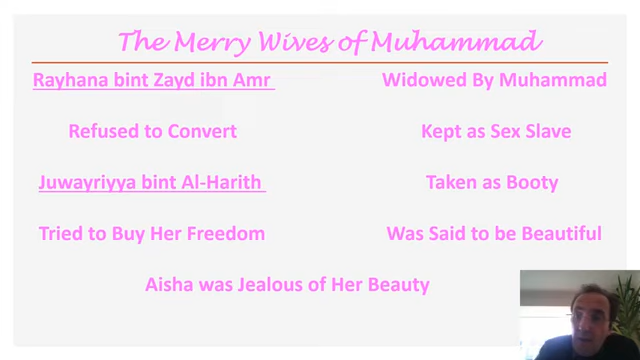 The Merry Wives of Muhammad
Rayhana bint Zayd ibn Amr Widowed By Muhammad
Refused to Convert Kept as Sex Slave
Juwayriyya bint Al-Harith Taken as Booty
Tried to Buy Her Freedom Was Said to be Beautiful
Aisha was Jealous of Her Beauty